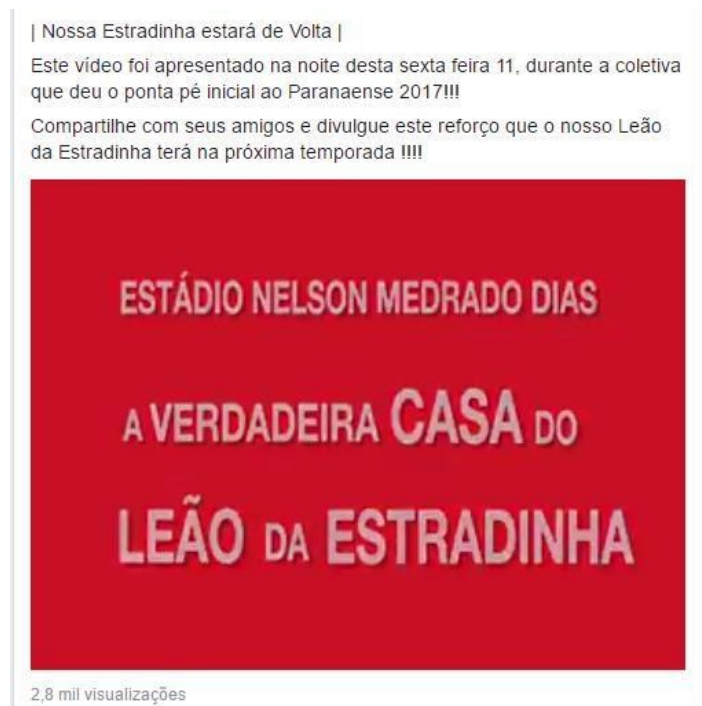 | Nossa Estradinha estará de Volta |
Este vídeo foi apresentado na noite desta sexta feira 11, durante a coletiva
que deu o ponta pé inicial ao Paranaense 2017!!!
Compartilhe com seus amigos e divulgue este reforço que o nosso Leão
da Estradinha terá na próxima temporada !!!!
ESTÁDIO NELSON MEDRADO DIAS
A VERDADEIRA CASA DO
LEÃO DA ESTRADINHA
2,8 mil visualizações